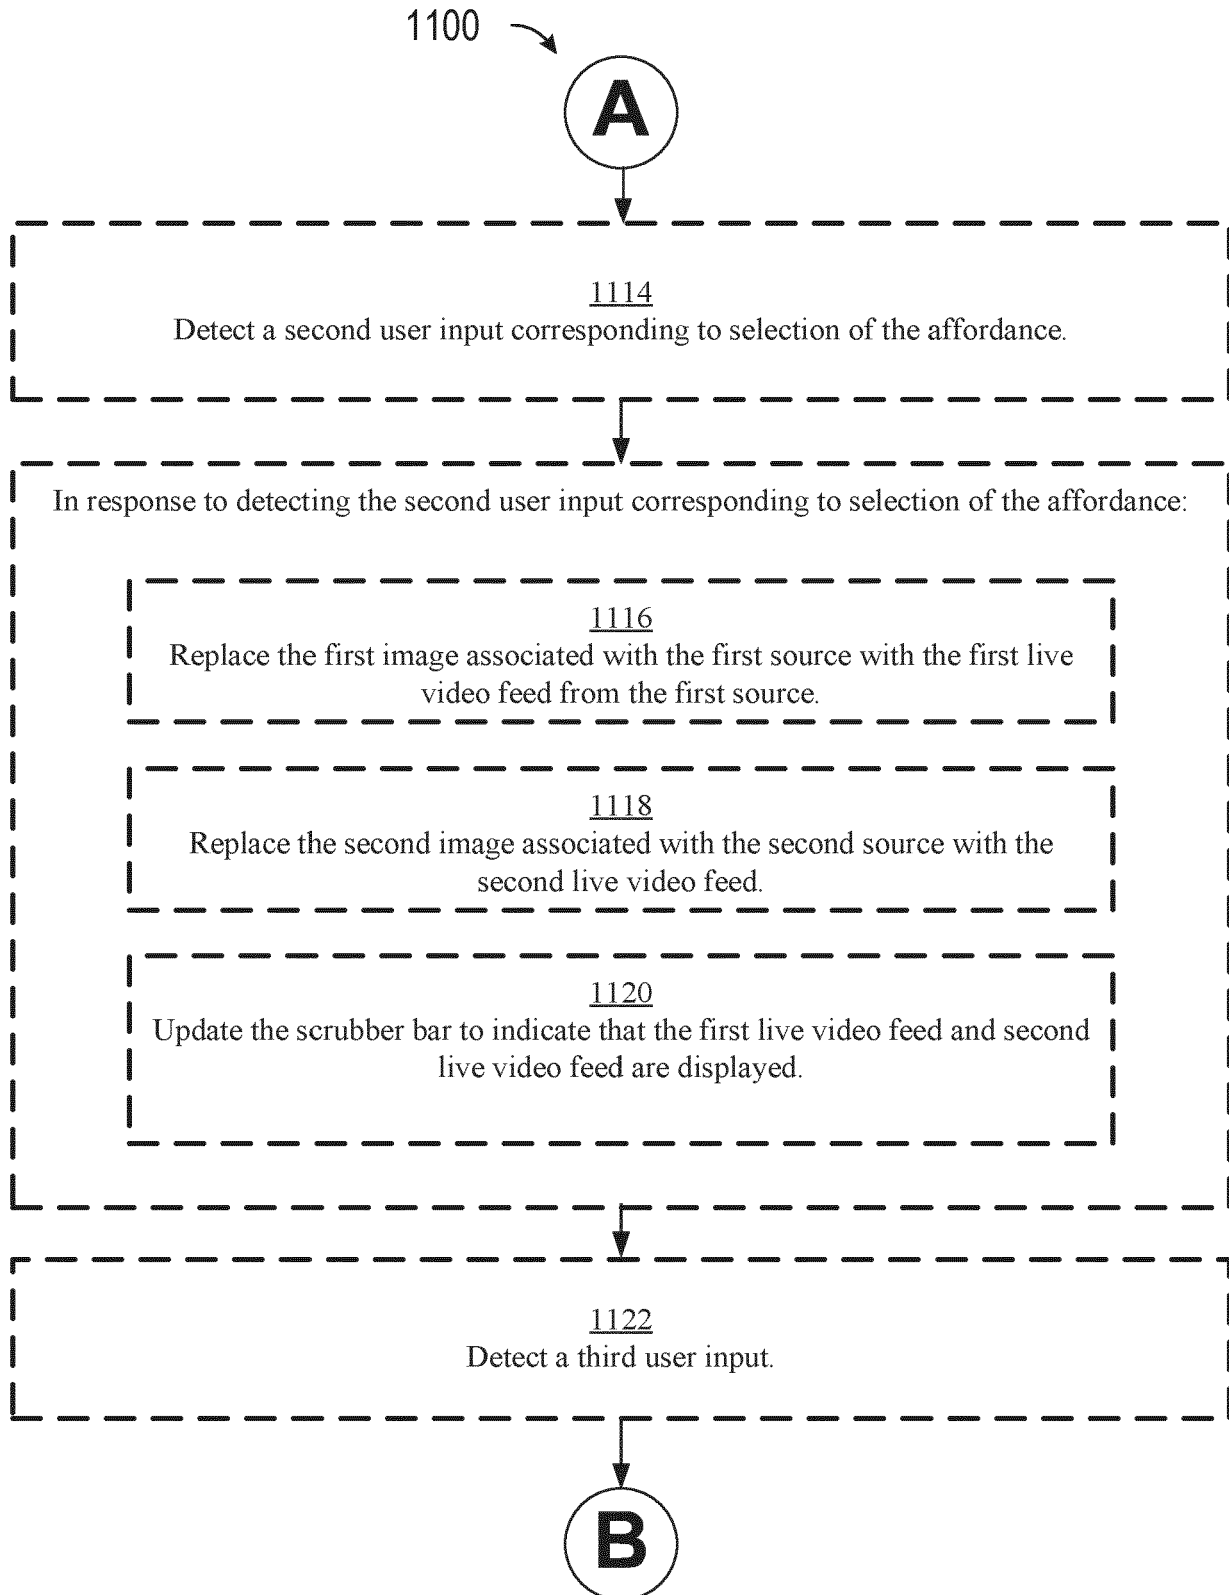 1100
A
1114
Detect a second user input corresponding to selection of the affordance.
In response to detecting the second user input corresponding to selection of the affordance:
1116
Replace the first image associated with the first source with the first live
video feed from the first source.
1118
Replace the second image associated with the second source with the
second live video feed.
1120
Update the scrubber bar to indicate that the first live video feed and second
live video feed are displayed.
1122
Detect a third user input.
B